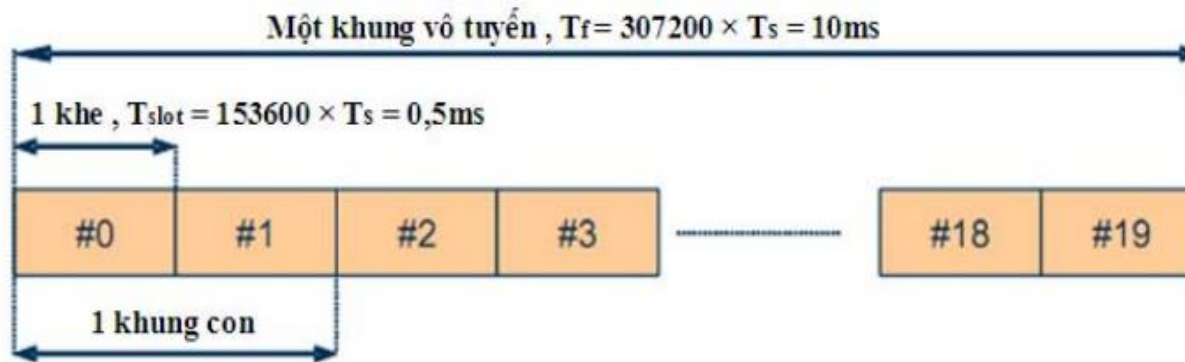 Một khung vô tuyến , Tf = 307200 × Ts = 10ms
1 khe , Tslot = 153600 × Ts = 0,5ms
#0 #1 #2 #3 #18 #19
1 khung con